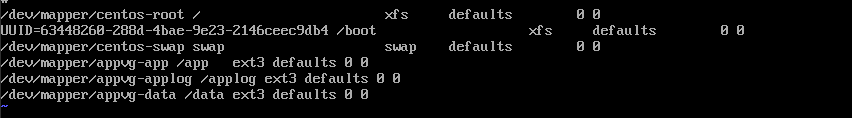 #
/dev/mapper/centos-root / xfs defaults 0 0
UUID=63448260-288d-4bae-9e23-2146ceec9db4 /boot xfs defaults 0 0
/dev/mapper/centos-swap swap swap defaults 0 0
/dev/mapper/appvg-app /app ext3 defaults 0 0
/dev/mapper/appvg-applog /applog ext3 defaults 0 0
/dev/mapper/appvg-data /data ext3 defaults 0 0
~